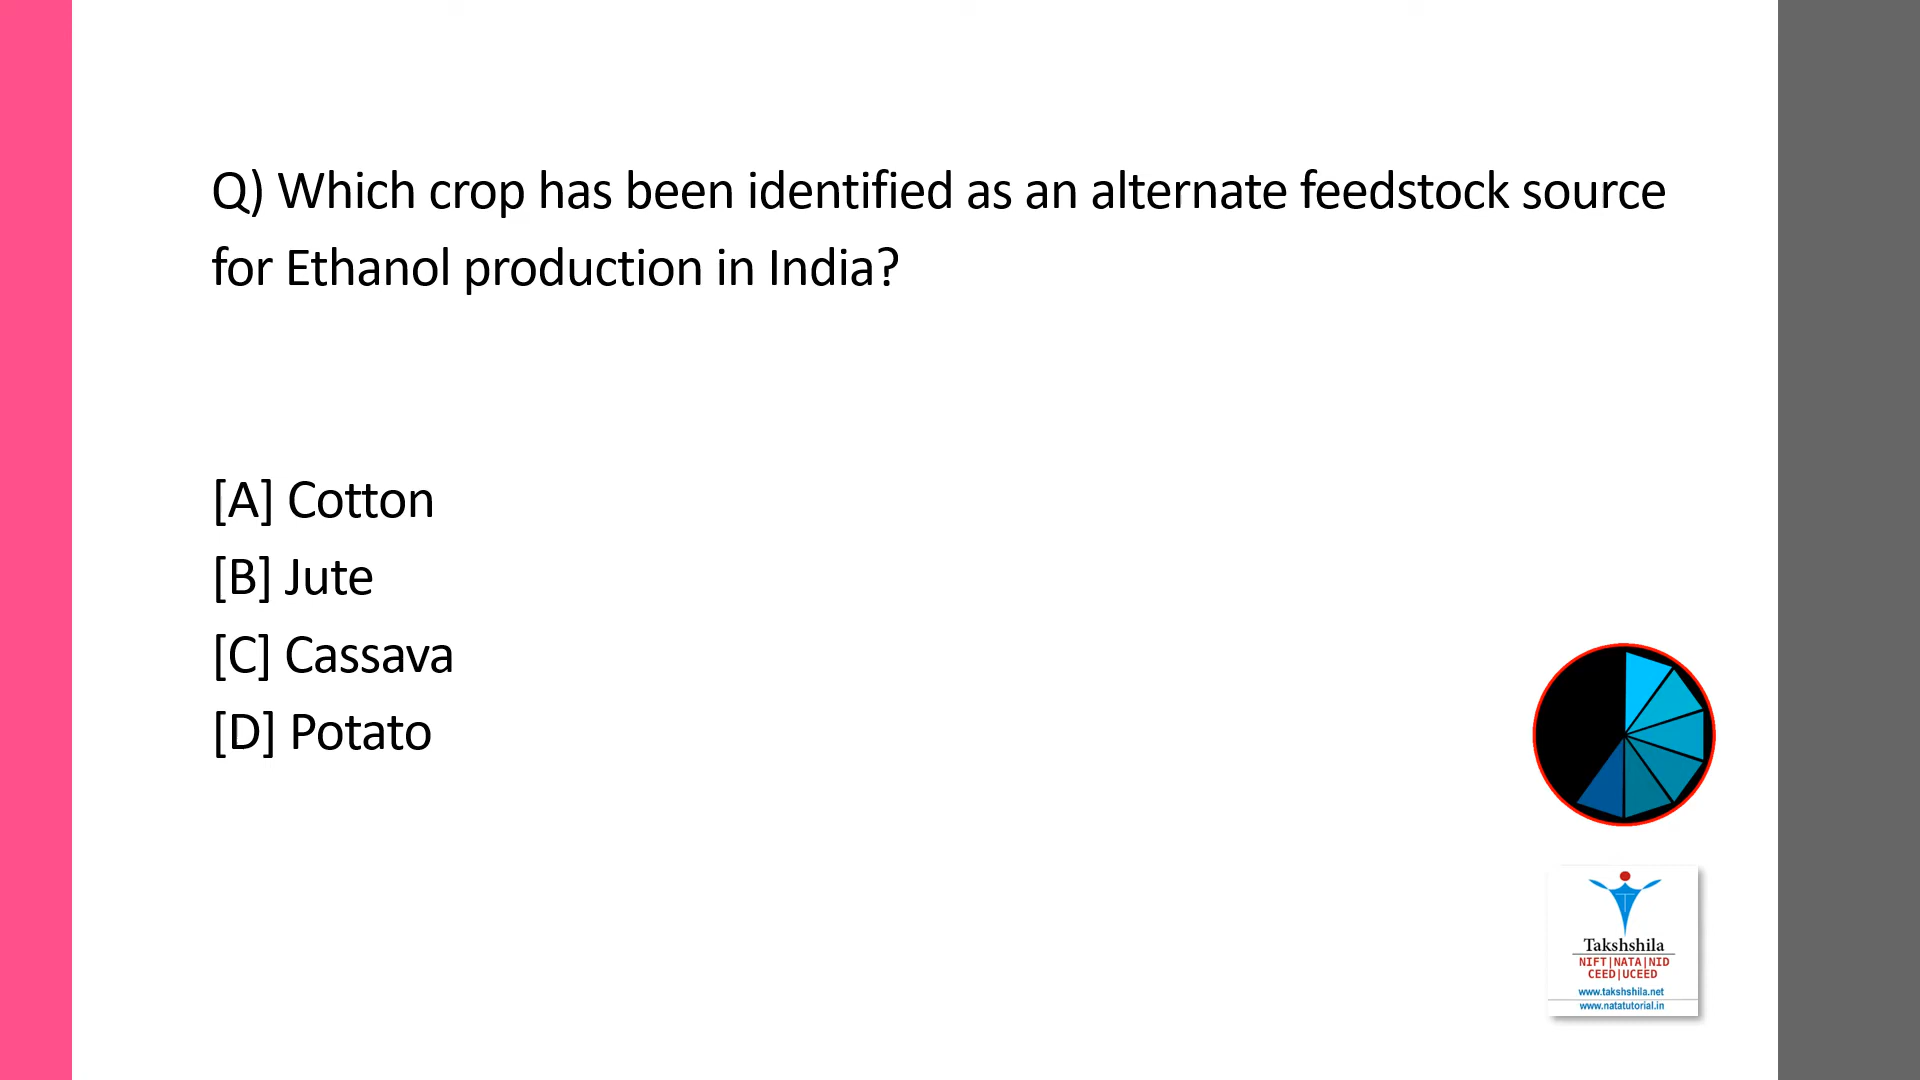 Q) Which crop has been identified as an alternate feedstock source
for Ethanol production in India?
[A] Cotton
[B] Jute
[C] Cassava
[D] Potato
Takshshila
NIFT|NATA|NID
CEED|UCEED
www.takshshila.net
www.natatutorial.in